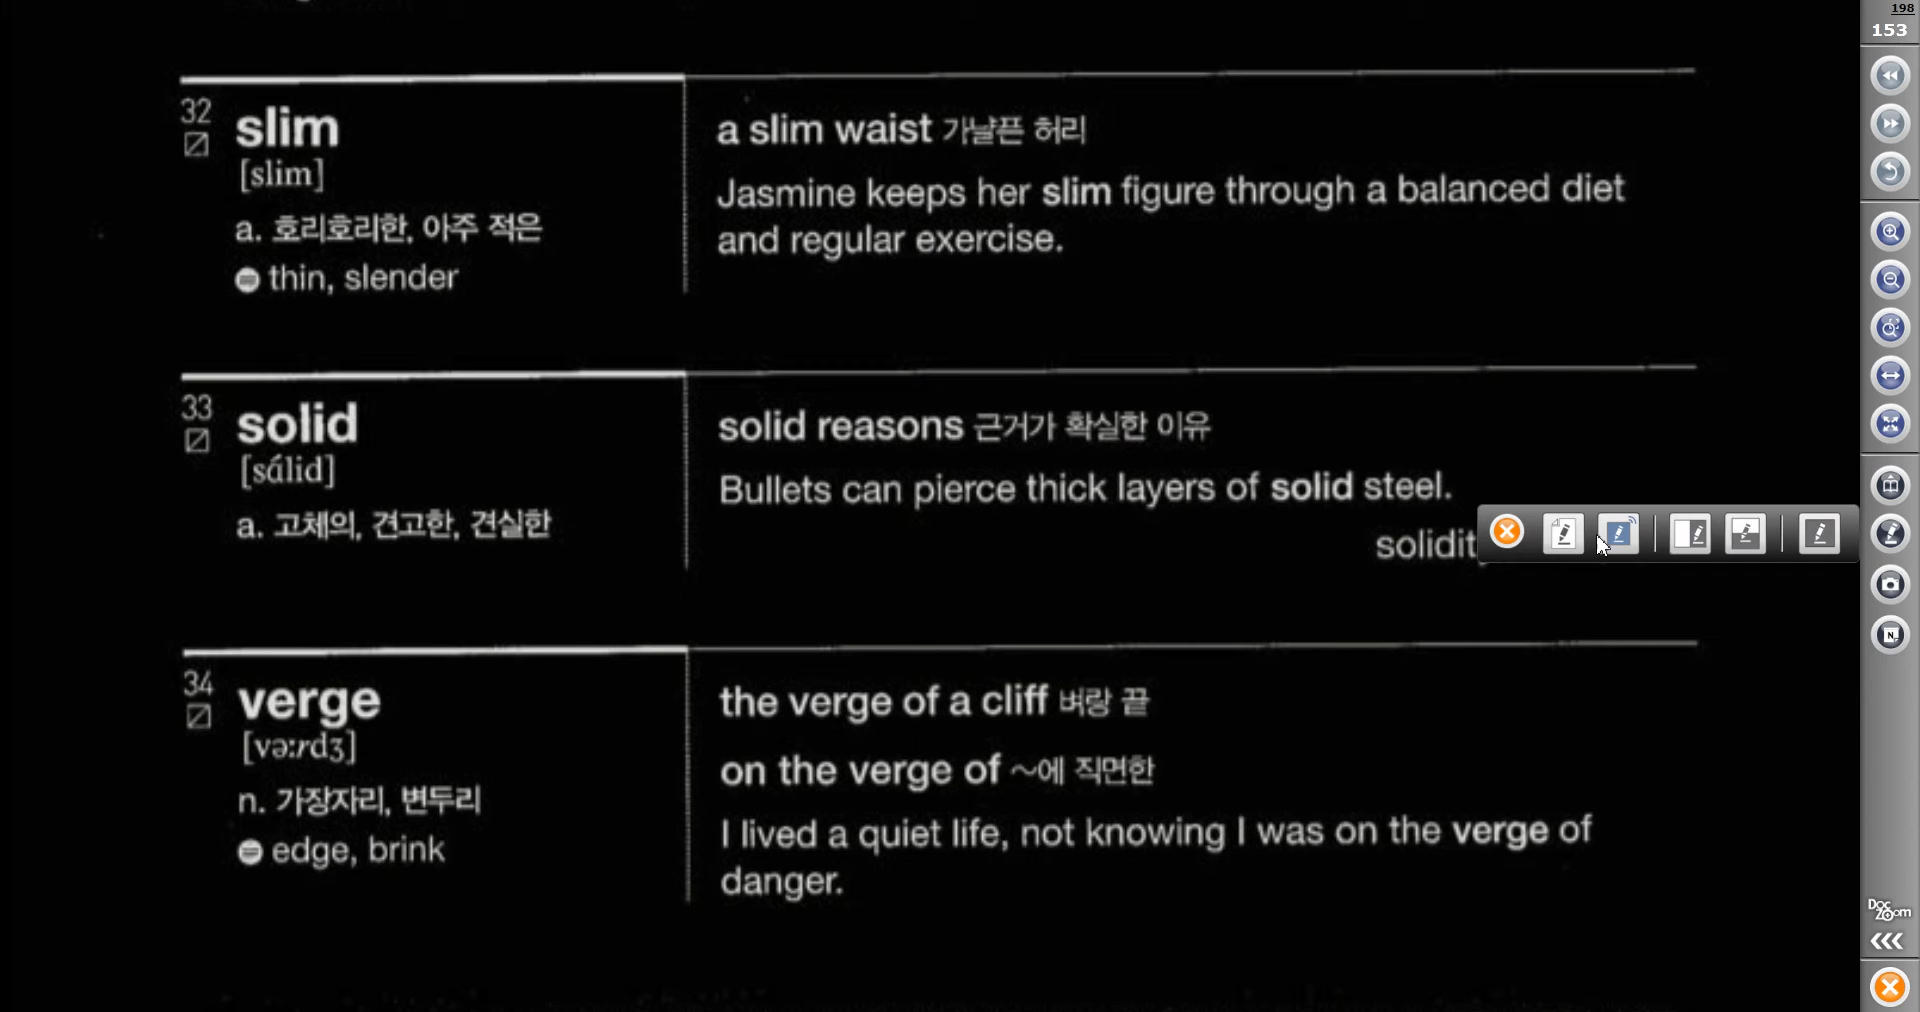 198
153
32
slim
[slim]
a. 호리호리한, 아주 적은
thin, slender
a slim waist 가냘픈 허리
Jasmine keeps her slim figure through a balanced diet
and regular exercise.
33
solid
[sálid]
a. 고체의, 견고한, 견실한
solid reasons 근거가 확실한 이유
Bullets can pierce thick layers of solid steel.
34
verge
[vəːrdʒ]
n. 가장자리, 변두리
edge, brink
the verge of a cliff 벼랑 끝
on the verge of ~에 직면한
I lived a quiet life, not knowing I was on the verge of
danger.
N
Doc
Zoom